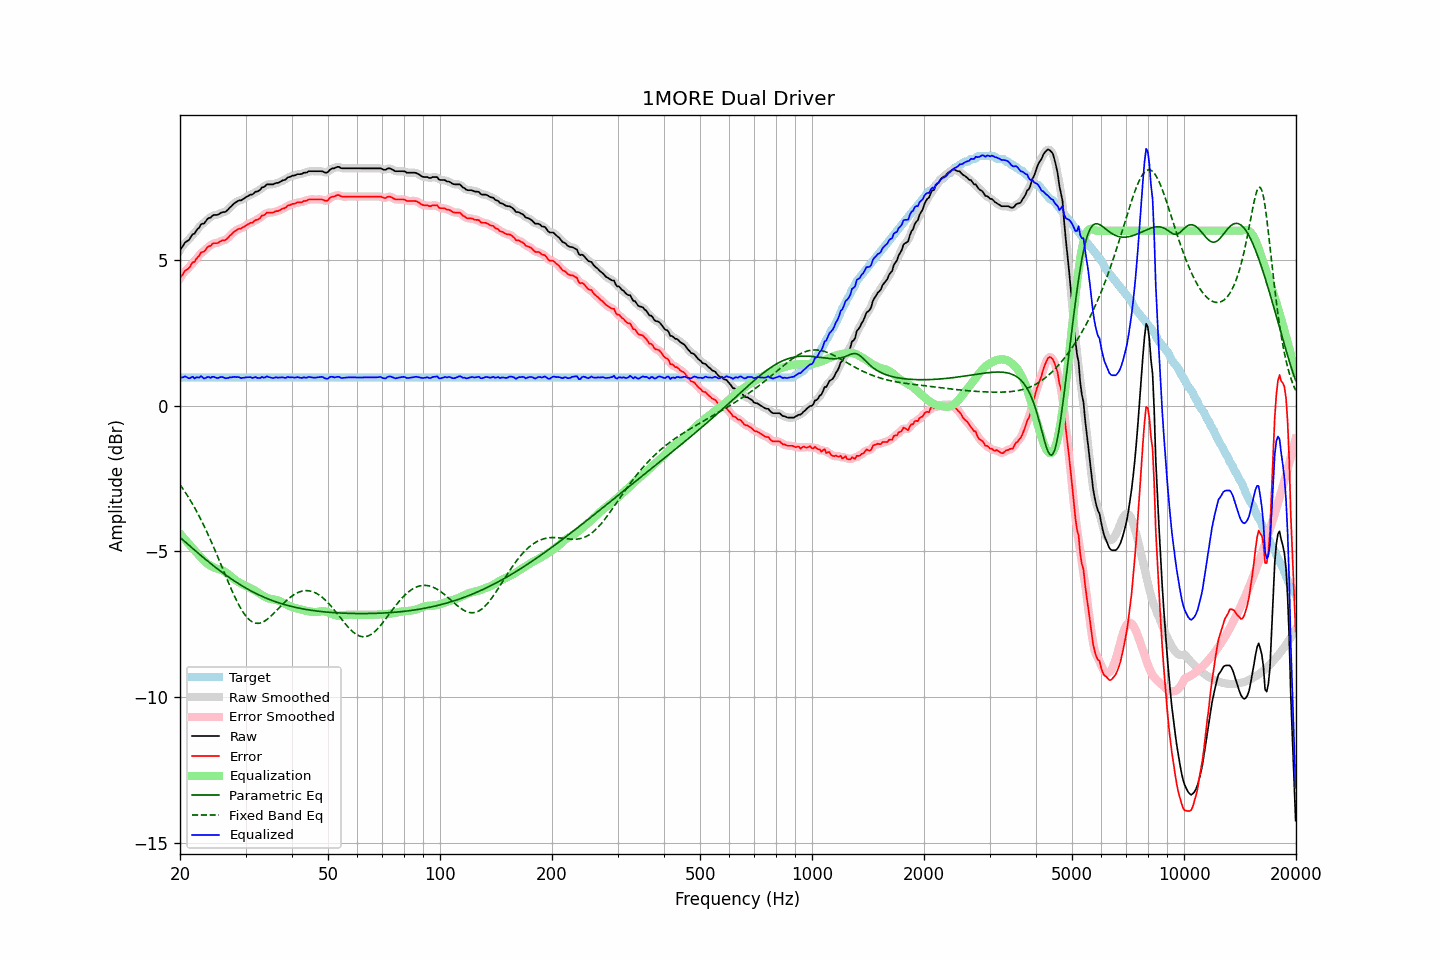 1MORE Dual Driver
Amplitude (dBr)
5
0
−5
−10
−15
Target
Raw Smoothed
Error Smoothed
Raw
Error
Equalization
Parametric Eq
Fixed Band Eq
Equalized
20 50 100 200 500 1000 2000 5000 10000 20000
Frequency (Hz)